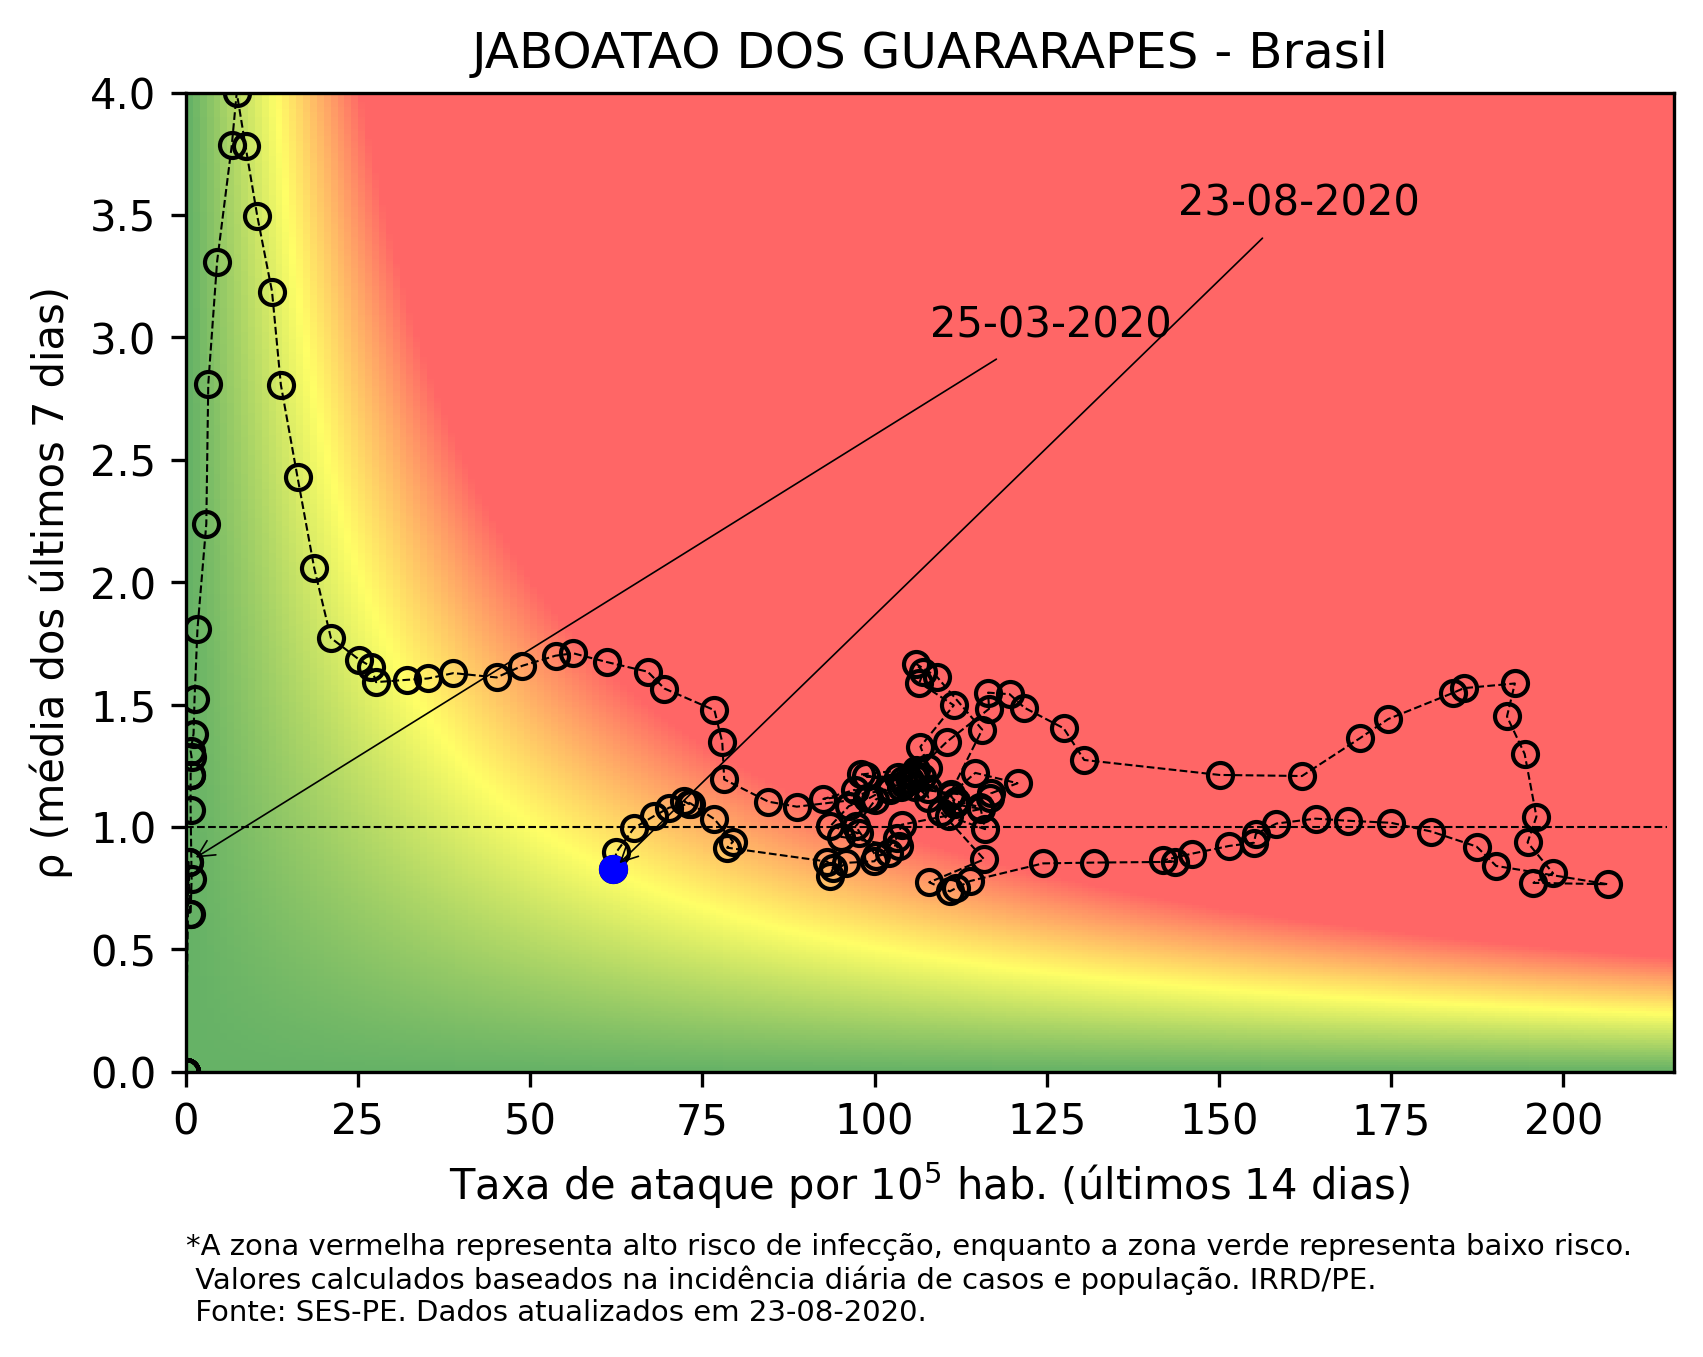 JABOATAO DOS GUARARAPES - Brasil
4.0
3.5
3.0
2.5
2.0
1.5
1.0
0.5
0.0
ρ (média dos últimos 7 dias)
23-08-2020
25-03-2020
0 25 50 75 100 125 150 175 200
Taxa de ataque por 10⁵ hab. (últimos 14 dias)
*A zona vermelha representa alto risco de infecção, enquanto a zona verde representa baixo risco.
Valores calculados baseados na incidência diária de casos e população. IRRD/PE.
Fonte: SES-PE. Dados atualizados em 23-08-2020.